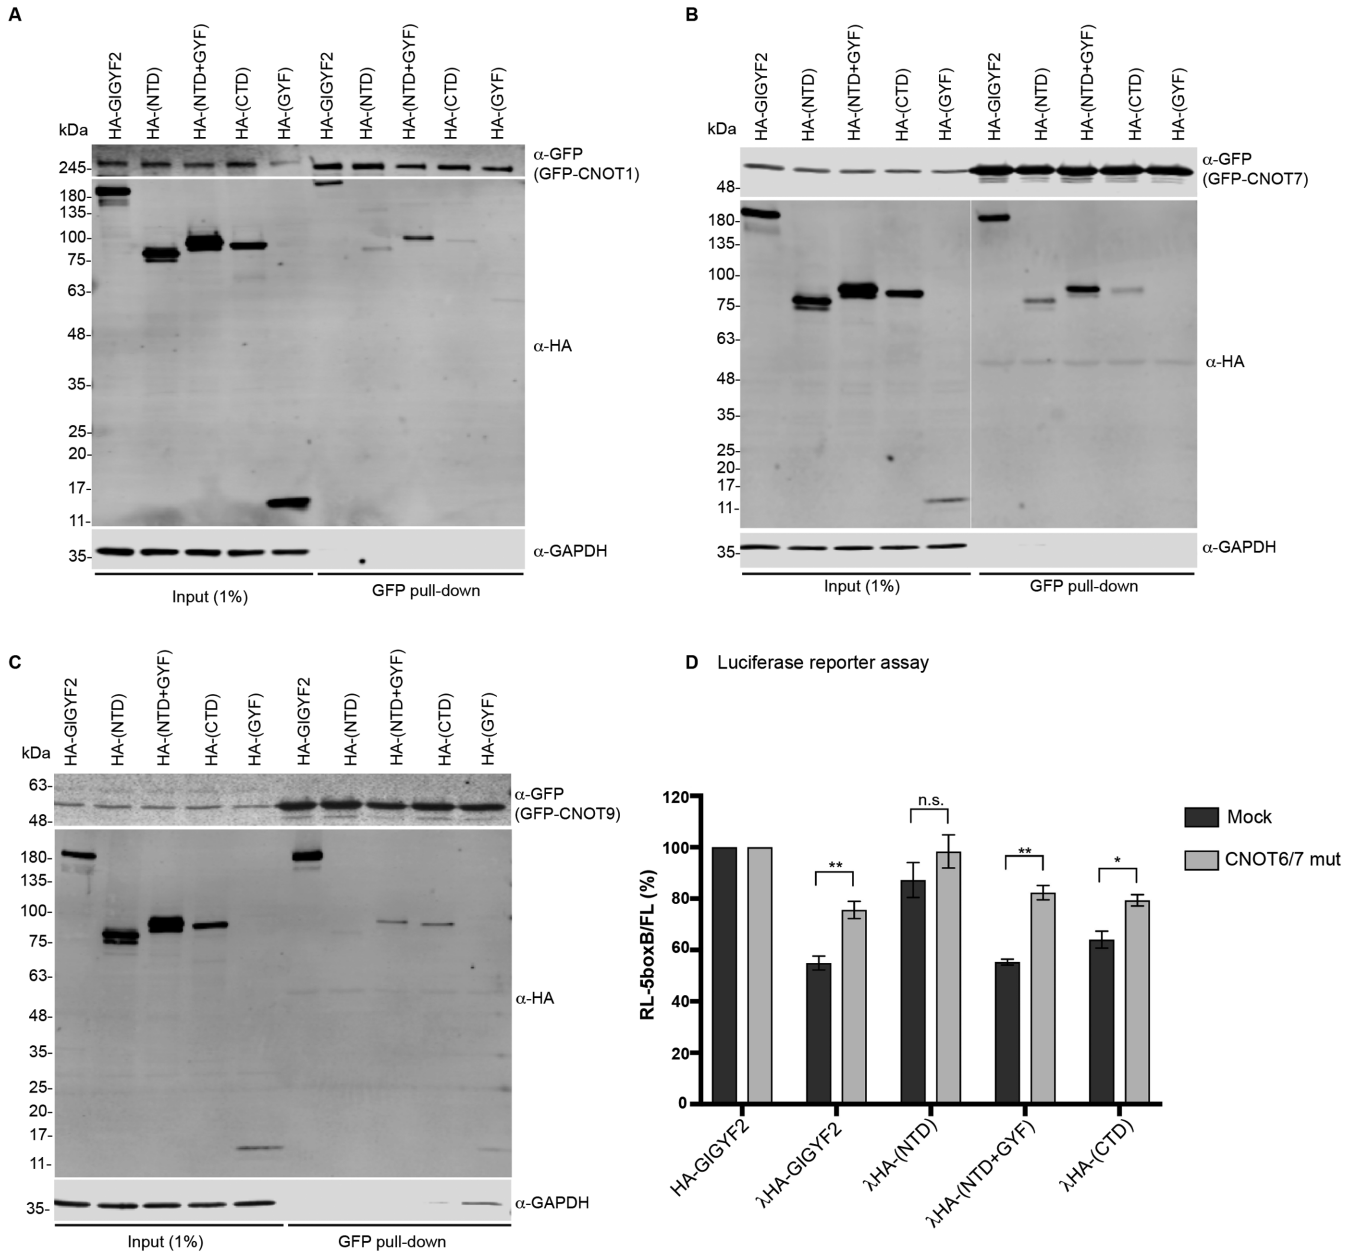 A
HA-GIGYF2
HA-(NTD)
HA-(NTD+GYF)
HA-(CTD)
HA-(GYF)
HA-GIGYF2
HA-(NTD)
HA-(NTD+GYF)
HA-(CTD)
HA-(GYF)
kDa
245-
α-GFP
(GFP-CNOT1)
180-
135-
100-
75-
63-
48-
α-HA
35-
25-
20-
17-
11-
35-
α-GAPDH
Input (1%)
GFP pull-down
B
HA-GIGYF2
HA-(NTD)
HA-(NTD+GYF)
HA-(CTD)
HA-(GYF)
HA-GIGYF2
HA-(NTD)
HA-(NTD+GYF)
HA-(CTD)
HA-(GYF)
kDa
α-GFP
(GFP-CNOT7)
48-
180-
135-
100-
75-
63-
α-HA
48-
35-
25-
20-
17-
11-
35-
α-GAPDH
Input (1%)
GFP pull-down
C
HA-GIGYF2
HA-(NTD)
HA-(NTD+GYF)
HA-(CTD)
HA-(GYF)
HA-GIGYF2
HA-(NTD)
HA-(NTD+GYF)
HA-(CTD)
HA-(GYF)
kDa
63-
α-GFP
(GFP-CNOT9)
48-
180-
135-
100-
75-
63-
α-HA
48-
35-
25-
20-
17-
11-
35-
α-GAPDH
Input (1%)
GFP pull-down
D Luciferase reporter assay
RL-5boxB/FL (%)
120
100
80
60
40
20
0
**
n.s.
**
*
Mock
CNOT6/7 mut
HA-GIGYF2
λHA-GIGYF2
λHA-(NTD)
λHA-(NTD+GYF)
λHA-(CTD)